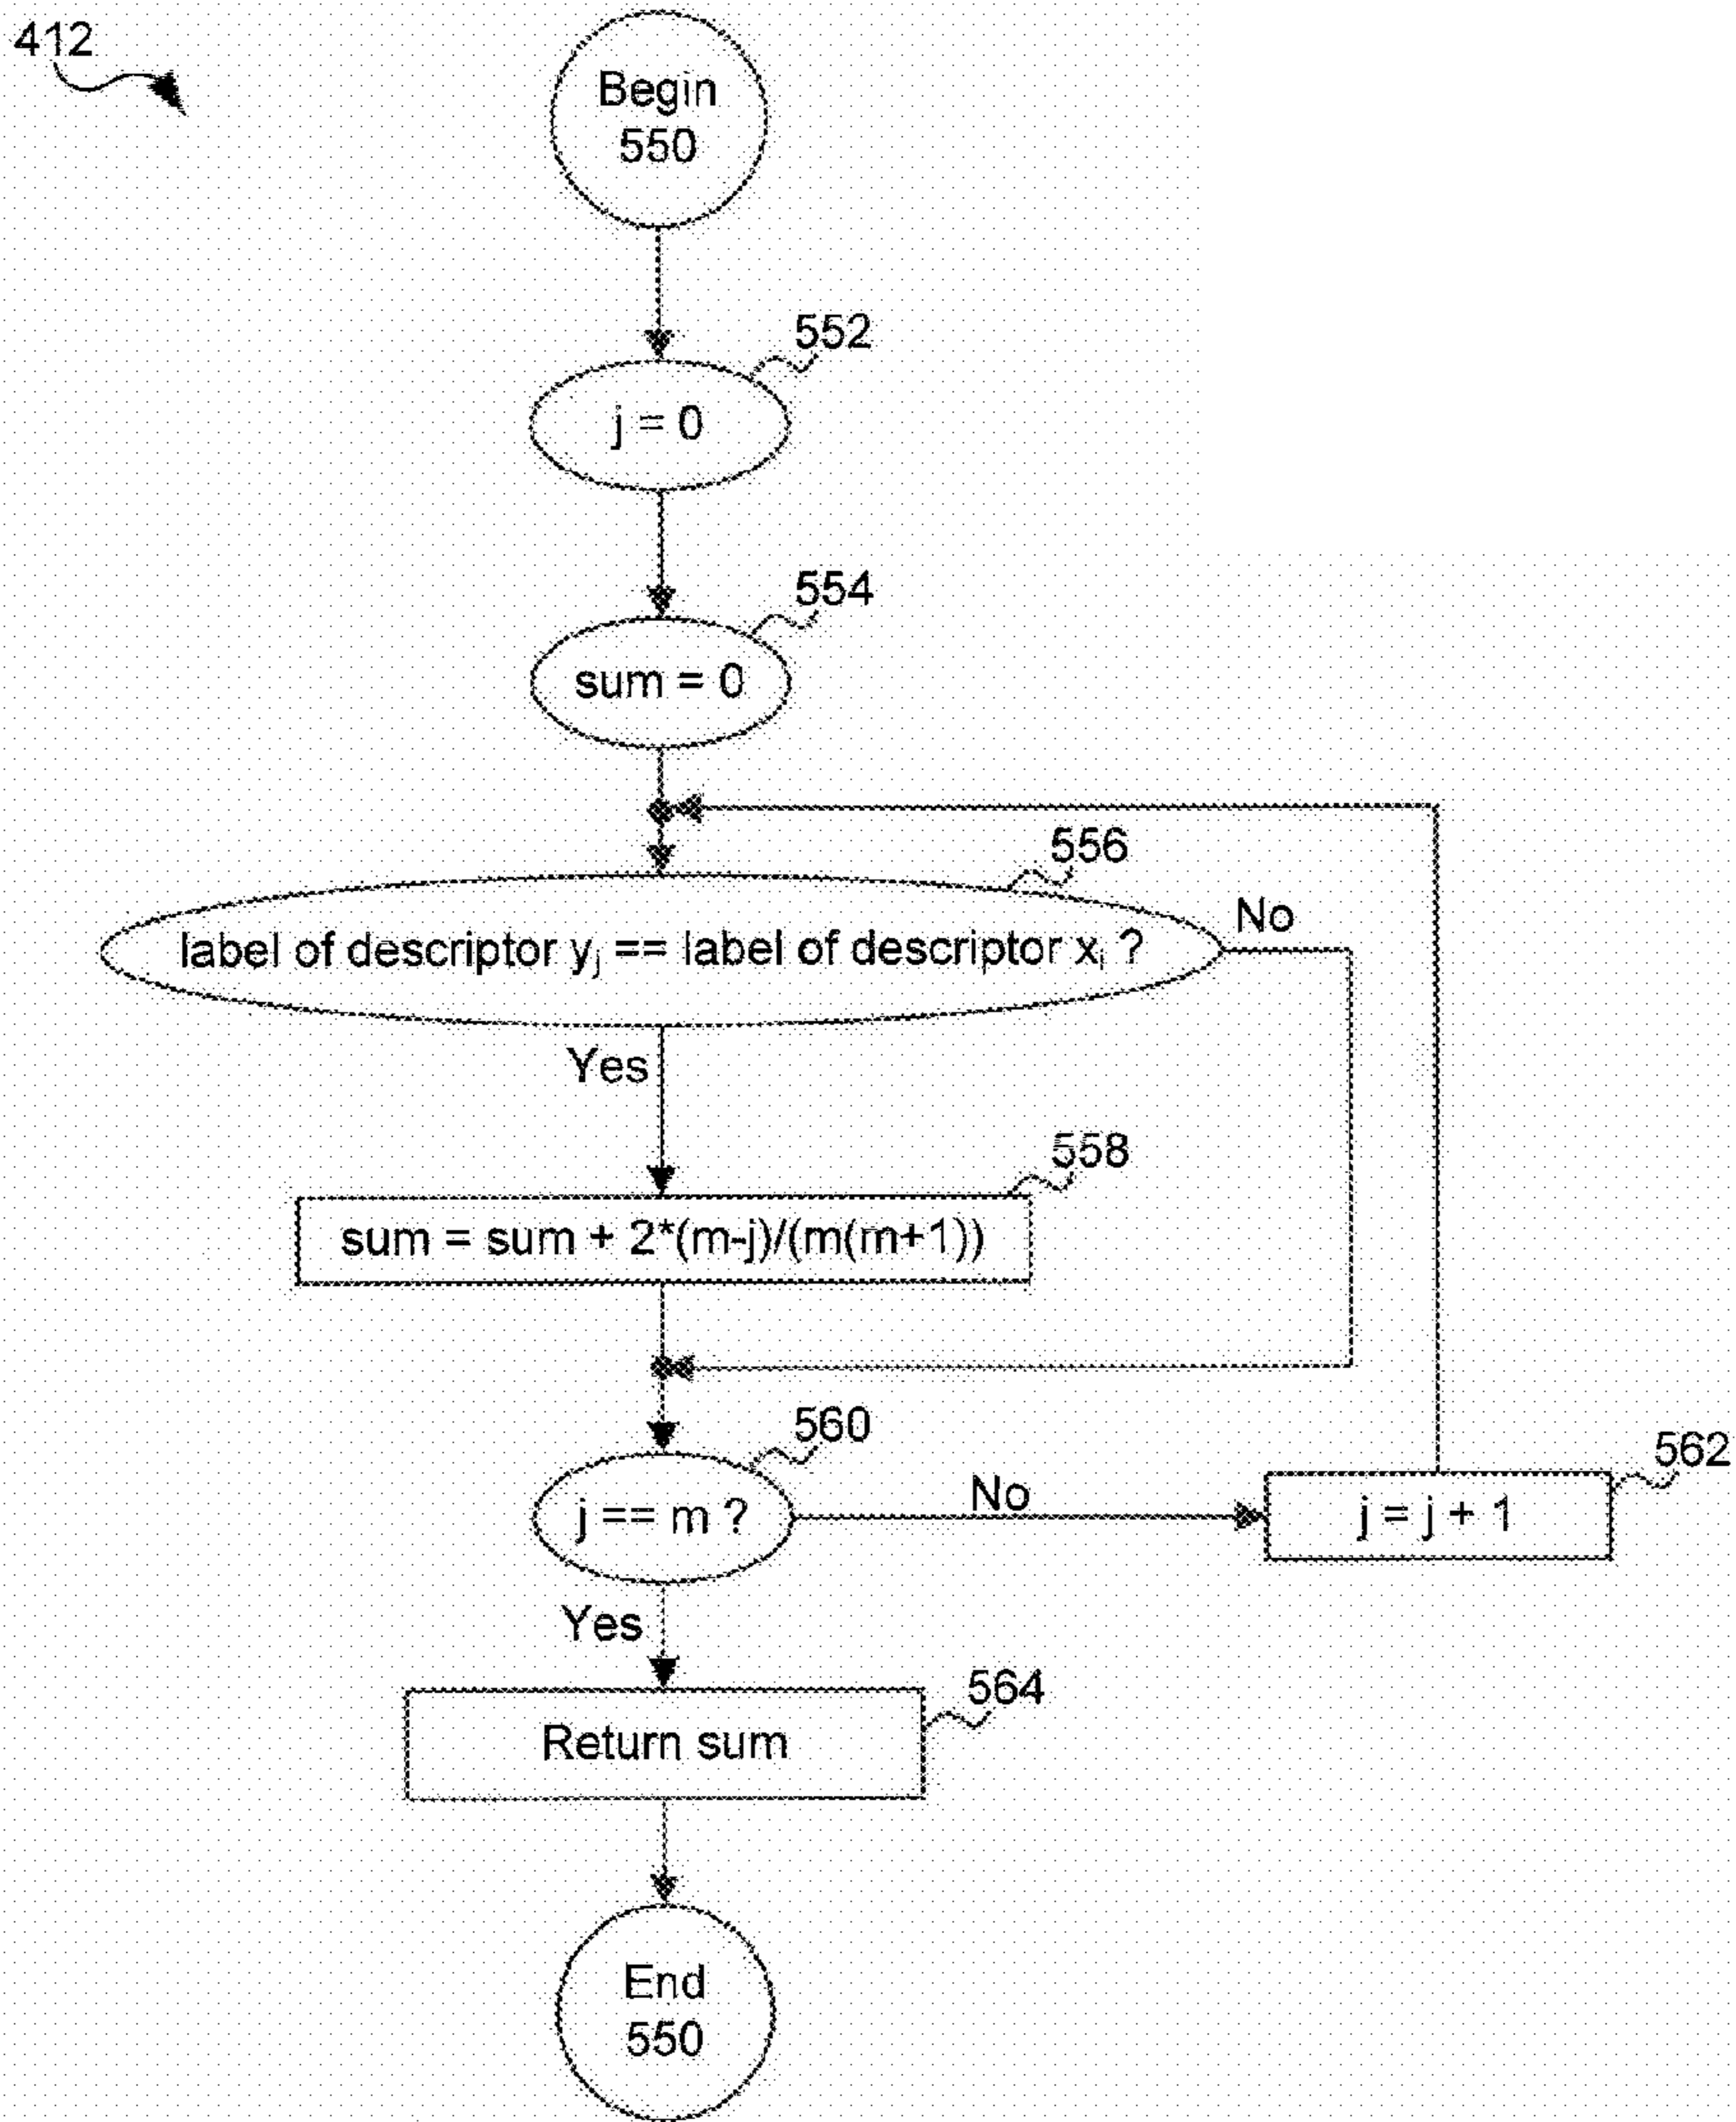 412
Begin
550
552
j = 0
554
sum = 0
556
No
label of descriptor yj == label of descriptor xi ?
Yes
558
sum = sum + 2*(m-j)/(m(m+1))
560
562
j == m ?
No
j = j + 1
Yes
564
Return sum
End
550